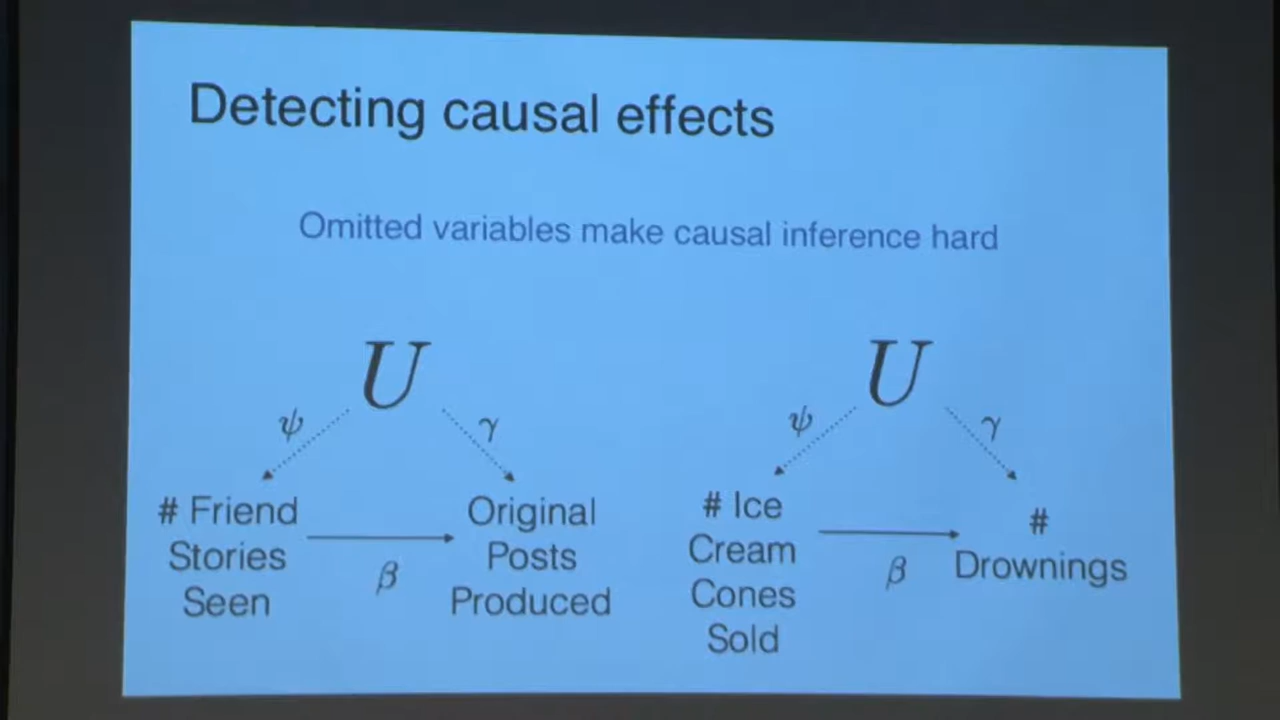 Detecting causal effects
Omitted variables make causal inference hard
U
ψ
γ
# Friend
Stories
Seen
β
Original
Posts
Produced
U
ψ
γ
# Ice
Cream
Cones
Sold
β
#
Drownings